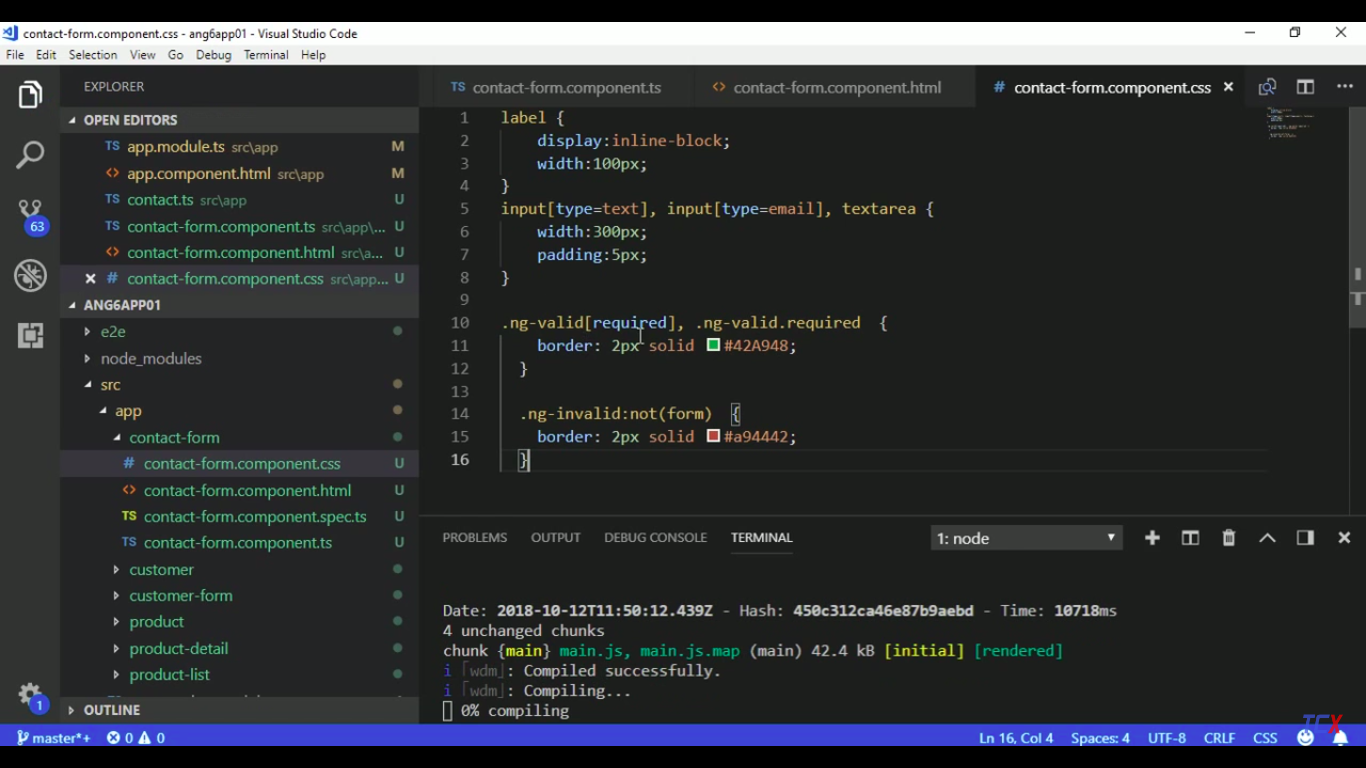 contact-form.component.css - ang6app01 - Visual Studio Code
File Edit Selection View Go Debug Terminal Help
EXPLORER
OPEN EDITORS
TS app.module.ts src\app M
<> app.component.html src\app M
TS contact.ts src\app U
TS contact-form.component.ts src\app\... U
<> contact-form.component.html src\a... U
# contact-form.component.css src\app... U
ANG6APP01
e2e
node_modules
src
app
contact-form
# contact-form.component.css U
<> contact-form.component.html U
TS contact-form.component.spec.ts U
TS contact-form.component.ts U
customer
customer-form
product
product-detail
product-list
OUTLINE
63
1
TS contact-form.component.ts <> contact-form.component.html # contact-form.component.css
1 label {
2 display:inline-block;
3 width:100px;
4 }
5 input[type=text], input[type=email], textarea {
6 width:300px;
7 padding:5px;
8 }
9
10 .ng-valid[required], .ng-valid.required {
11 border: 2px solid #42A948;
12 }
13
14 .ng-invalid:not(form) {
15 border: 2px solid #a94442;
16 }
PROBLEMS OUTPUT DEBUG CONSOLE TERMINAL 1: node
Date: 2018-10-12T11:50:12.439Z - Hash: 450c312ca46e87b9aebd - Time: 10718ms
4 unchanged chunks
chunk {main} main.js, main.js.map (main) 42.4 kB [initial] [rendered]
i ｢wdm｣: Compiled successfully.
i ｢wdm｣: Compiling...
0% compiling
master*+ 0 0 Ln 16, Col 4 Spaces: 4 UTF-8 CRLF CSS
TCX